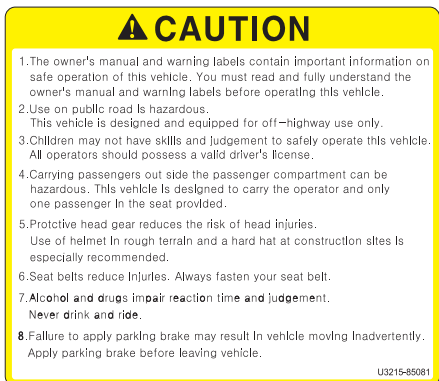 CAUTION
1.The owner's manual and warning labels contain important information on
safe operation of this vehicle. You must read and fully understand the
owner's manual and warning labels before operating this vehicle.
2.Use on public road is hazardous.
This vehicle is designed and equipped for off-highway use only.
3.Children may not have skills and judgement to safely operate this vehicle.
All operators should possess a valid driver's license.
4.Carrying passengers out side the passenger compartment can be
hazardous. This vehicle is designed to carry the operator and only
one passenger in the seat provided.
5.Protctive head gear reduces the risk of head injuries.
Use of helmet in rough terrain and a hard hat at construction sites is
especially recommended.
6.Seat belts reduce injuries. Always fasten your seat belt.
7.Alcohol and drugs impair reaction time and judgement.
Never drink and ride.
8.Failure to apply parking brake may result in vehicle moving inadvertently.
Apply parking brake before leaving vehicle.
U3215-85081